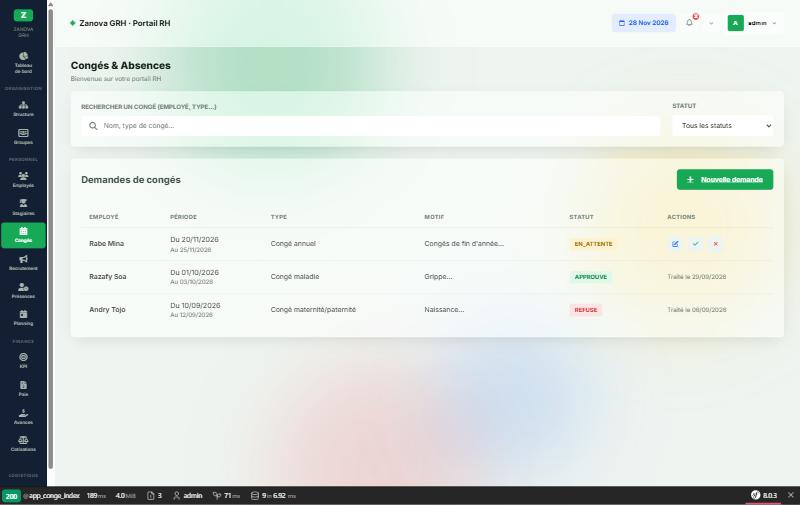 Z
ZANOVA
GRH
Tableau
de bord
ORGANISATION
Structure
Groupes
PERSONNEL
Employés
Stagiaires
Congés
Recrutement
Présences
Planning
FINANCE
KPI
Paie
Avances
Cotisations
LOGISTIQUE
Zanova GRH · Portail RH
28 Nov 2026
A
admin
Congés & Absences
Bienvenue sur votre portail RH
RECHERCHER UN CONGÉ (EMPLOYÉ, TYPE...)
STATUT
Nom, type de congé...
Tous les statuts
Demandes de congés
+ Nouvelle demande
EMPLOYÉ PÉRIODE TYPE MOTIF STATUT ACTIONS
Rabe Mina Du 20/11/2026 Congé annuel Congés de fin d'année... EN_ATTENTE
Au 25/11/2026
Razafy Soa Du 01/10/2026 Congé maladie Grippe... APPROUVE Traité le 29/09/2026
Au 03/10/2026
Andry Tojo Du 10/09/2026 Congé maternité/paternité Naissance... REFUSE Traité le 08/09/2026
Au 12/09/2026
200 @app_conge_index 189 ms 4.0 MiB 3 admin 71 ms 9 in 6.92 ms 8.0.3